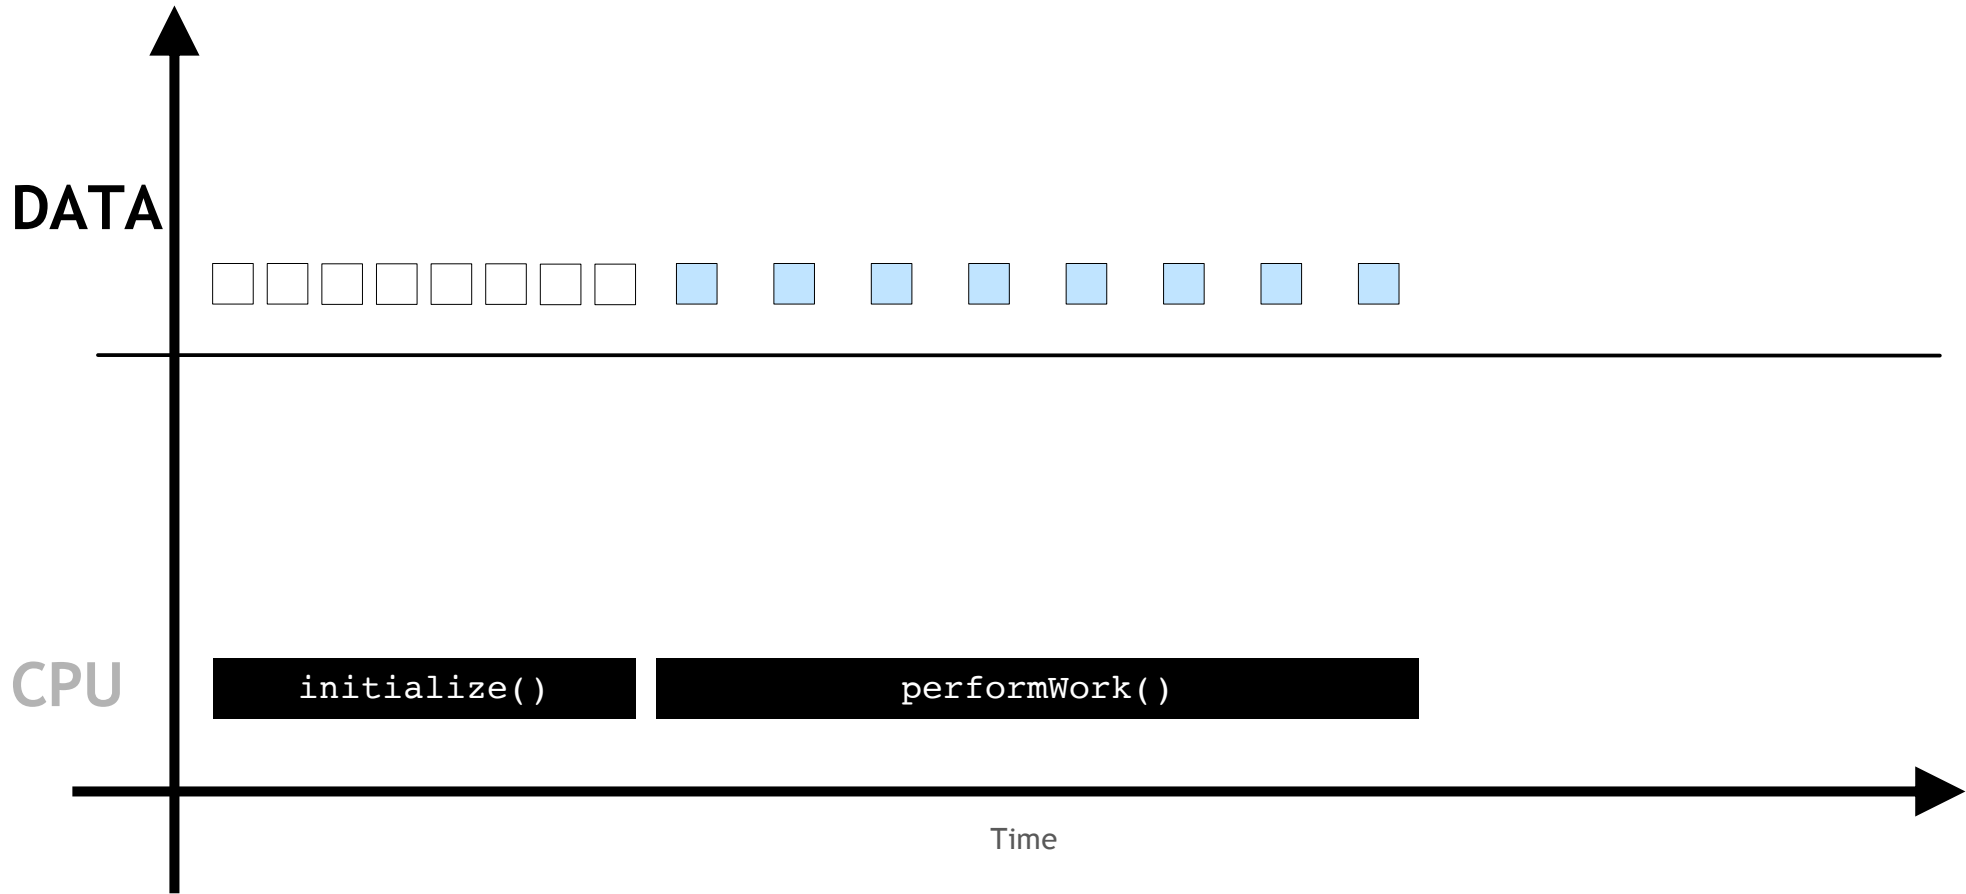 DATA
CPU
initialize()
performWork()
Time